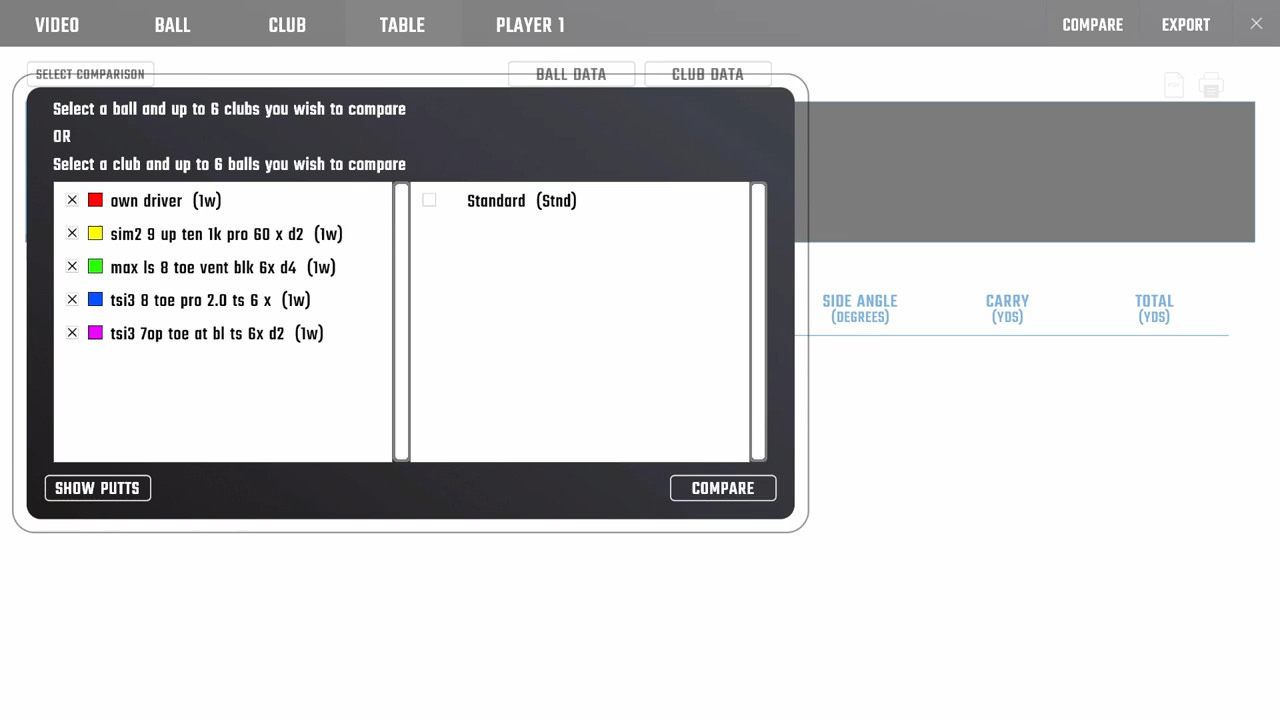 VIDEO BALL CLUB TABLE PLAYER 1 COMPARE EXPORT
SELECT COMPARISON BALL DATA CLUB DATA
Select a ball and up to 6 clubs you wish to compare
OR
Select a club and up to 6 balls you wish to compare
own driver (1w)
sim2 9 up ten 1k pro 60 x d2 (1w)
max ls 8 toe vent blk 6x d4 (1w)
tsi3 8 toe pro 2.0 ts 6 x (1w)
tsi3 7op toe at bl ts 6x d2 (1w)
Standard (Stnd)
SIDE ANGLE CARRY TOTAL
(DEGREES) (YDS) (YDS)
SHOW PUTTS COMPARE